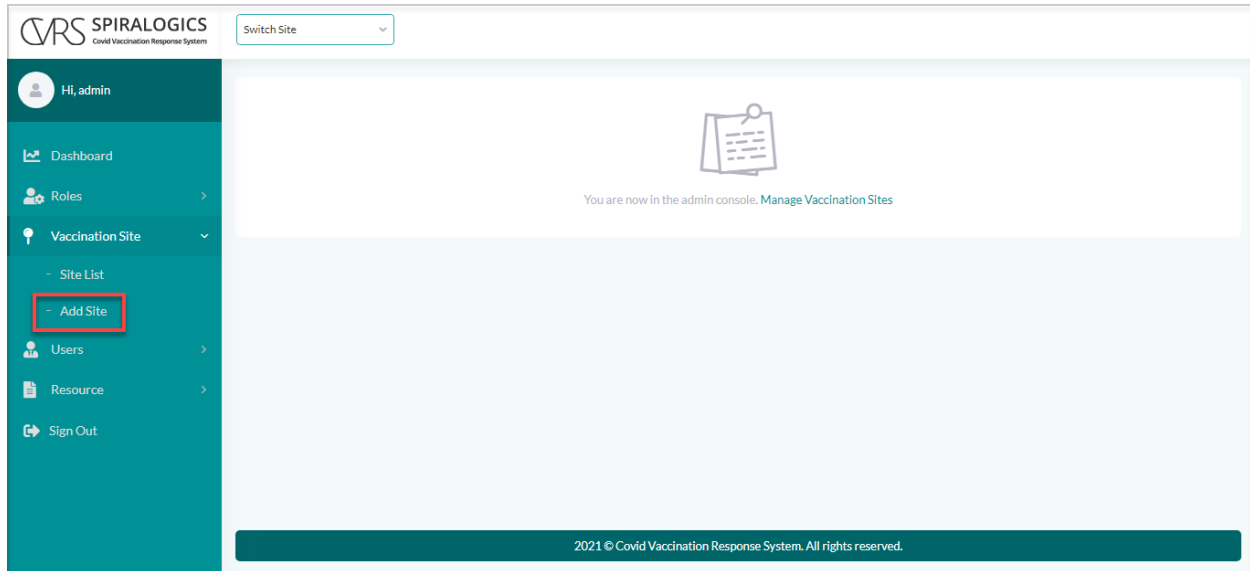 CVRS SPIRALOGICS
Covid Vaccination Response System
Switch Site
Hi, admin
Dashboard
Roles
Vaccination Site
- Site List
- Add Site
Users
Resource
Sign Out
You are now in the admin console. Manage Vaccination Sites
2021 © Covid Vaccination Response System. All rights reserved.